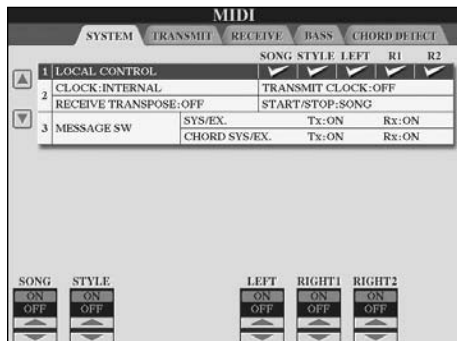 MIDI
SYSTEM TRANSMIT RECEIVE BASS CHORD DETECT
SONG STYLE LEFT R1 R2
1 LOCAL CONTROL
2 CLOCK:INTERNAL TRANSMIT CLOCK:OFF
RECEIVE TRANSPOSE:OFF START/STOP:SONG
3 MESSAGE SW SYS/EX. Tx:ON Rx:ON
CHORD SYS/EX. Tx:ON Rx:ON
SONG STYLE LEFT RIGHT1 RIGHT2
ON ON ON ON ON
OFF OFF OFF OFF OFF